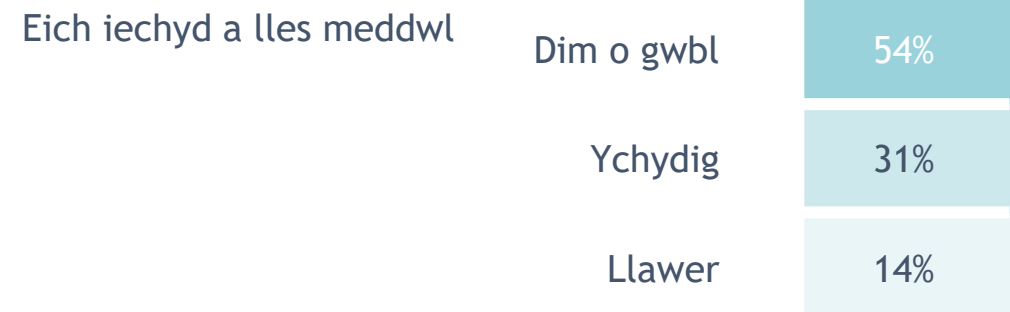 Eich iechyd a lles meddwl
Dim o gwbl 54%
Ychydig 31%
Llawer 14%